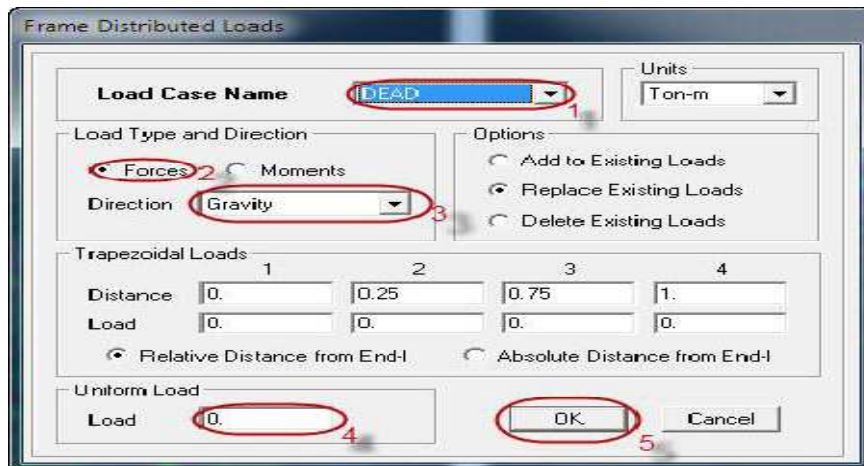 Frame Distributed Loads
Load Case Name DEAD 1
Units
Ton-m
Load Type and Direction
Forces 2 Moments
Direction Gravity 3
Options
Add to Existing Loads
Replace Existing Loads
Delete Existing Loads
Trapezoidal Loads
1 2 3 4
Distance 0. 0.25 0.75 1.
Load 0. 0. 0. 0.
Relative Distance from End-I Absolute Distance from End-I
Uniform Load
Load 0. 4
OK 5 Cancel